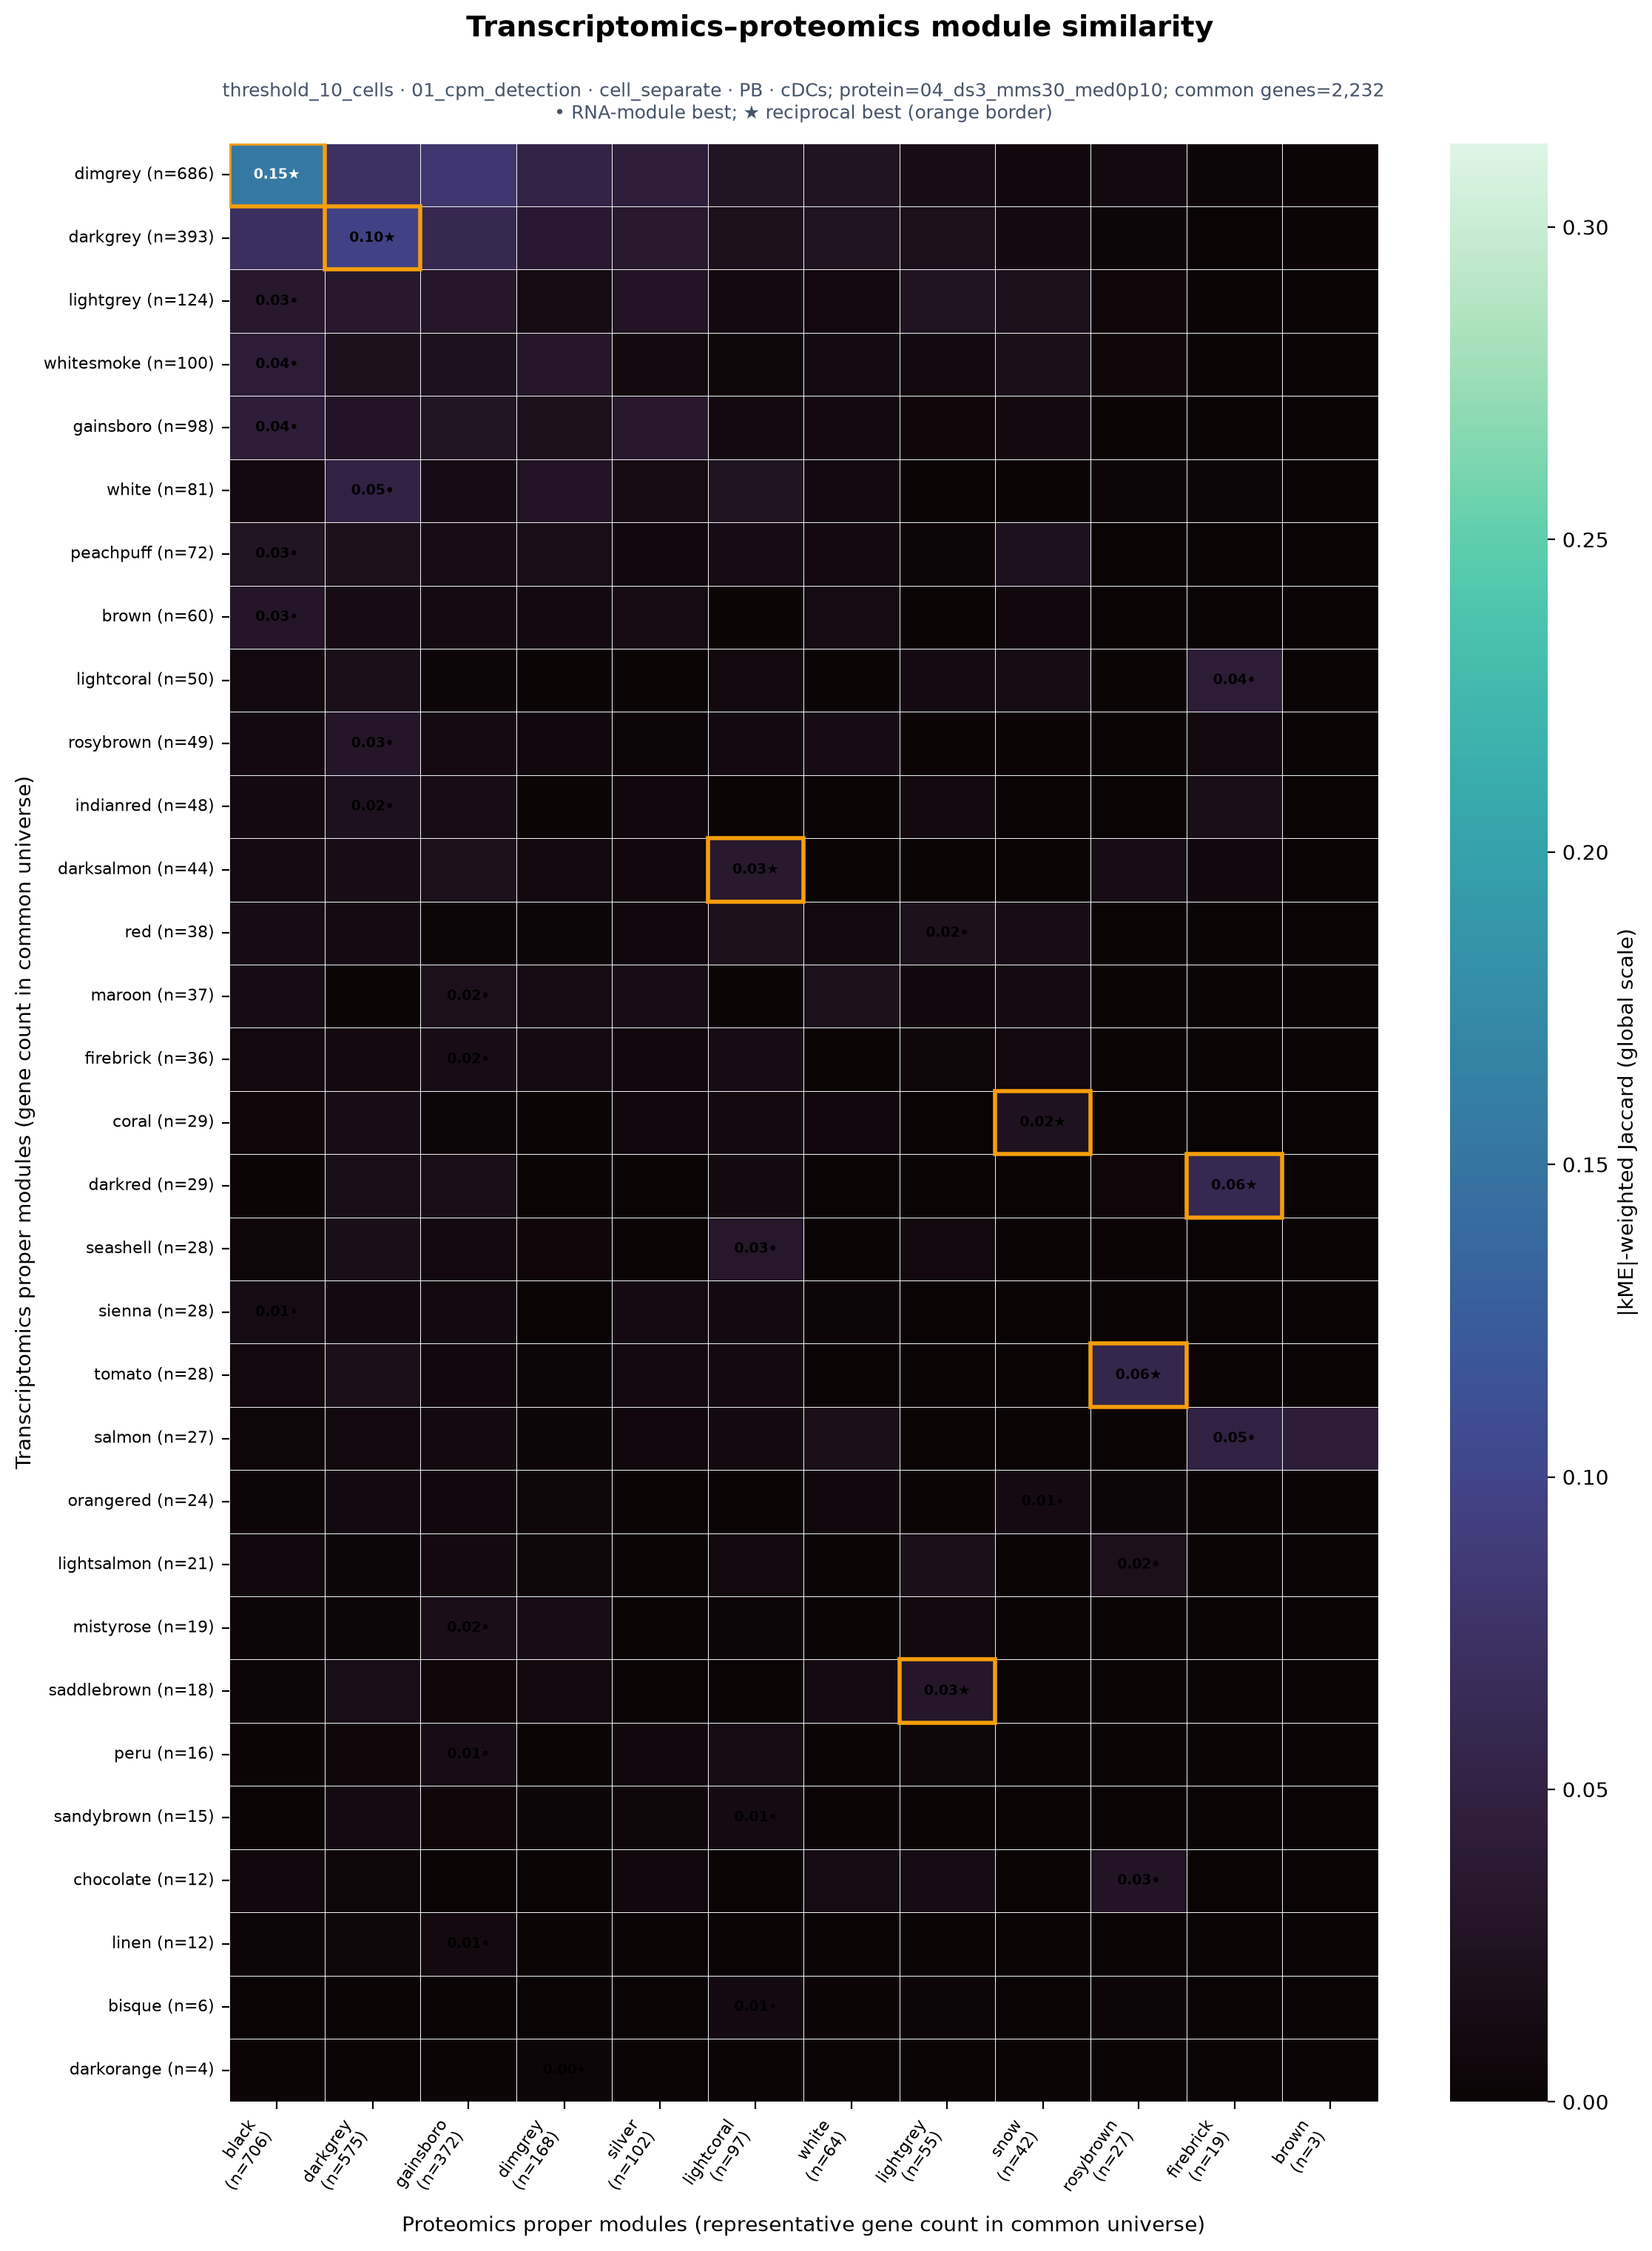 Transcriptomics–proteomics module similarity
threshold_10_cells · 01_cpm_detection · cell_separate · PB · cDCs; protein=04_ds3_mms30_med0p10; common genes=2,232
• RNA-module best; ★ reciprocal best (orange border)
Transcriptomics proper modules (gene count in common universe)
dimgrey (n=686)
0.15★
darkgrey (n=393)
0.10★
lightgrey (n=124)
0.03•
whitesmoke (n=100)
0.04•
gainsboro (n=98)
0.04•
white (n=81)
0.05•
peachpuff (n=72)
0.03•
brown (n=60)
0.03•
lightcoral (n=50)
0.04•
rosybrown (n=49)
0.03•
indianred (n=48)
0.02•
darksalmon (n=44)
0.03★
red (n=38)
0.02•
maroon (n=37)
0.02•
firebrick (n=36)
0.02•
coral (n=29)
0.02★
darkred (n=29)
0.06★
seashell (n=28)
0.03•
sienna (n=28)
0.01•
tomato (n=28)
0.06★
salmon (n=27)
0.05•
orangered (n=24)
0.01•
lightsalmon (n=21)
0.02•
mistyrose (n=19)
0.02•
saddlebrown (n=18)
0.03★
peru (n=16)
0.01•
sandybrown (n=15)
0.01•
chocolate (n=12)
0.03•
linen (n=12)
0.01•
bisque (n=6)
0.01•
darkorange (n=4)
0.00•
black
(n=706)
darkgrey
(n=575)
gainsboro
(n=372)
dimgrey
(n=168)
silver
(n=102)
lightcoral
(n=97)
white
(n=64)
lightgrey
(n=55)
snow
(n=42)
rosybrown
(n=27)
firebrick
(n=19)
brown
(n=3)
Proteomics proper modules (representative gene count in common universe)
0.30
0.25
0.20
0.15
0.10
0.05
0.00
|kME|-weighted Jaccard (global scale)